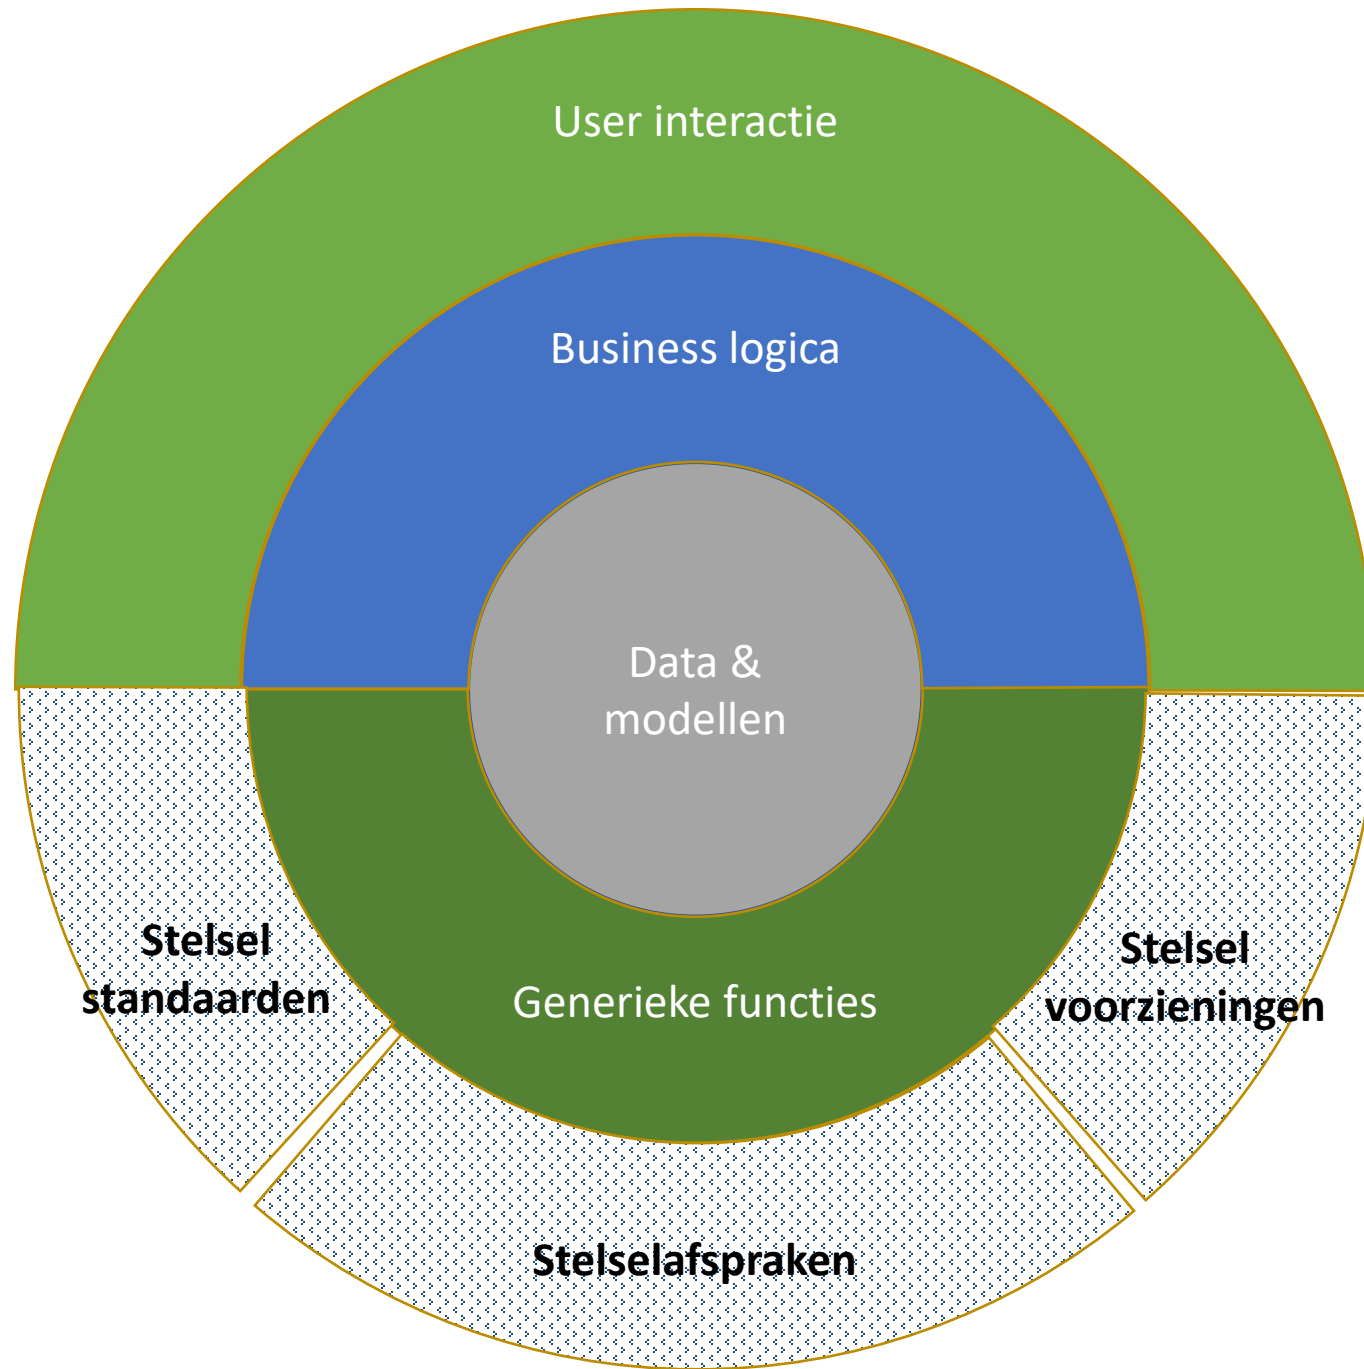 User interactie
Business logica
Data &
modellen
Stelsel
standaarden
Generieke functies
Stelsel
voorzieningen
Stelselafspraken